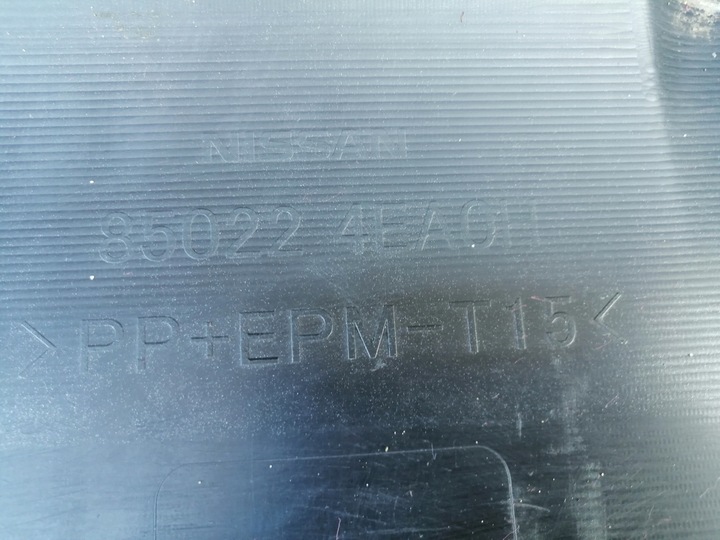 NISSAN
85022 4EA0H
>PP+EPM-T15<